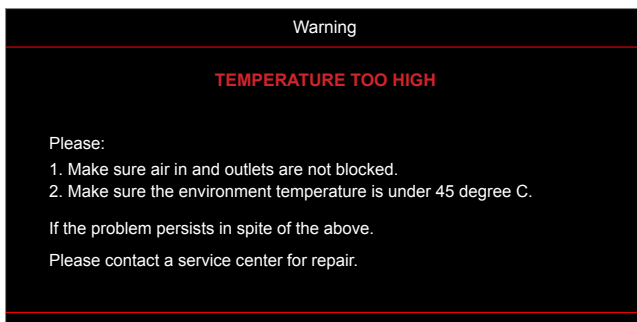 Warning
TEMPERATURE TOO HIGH
Please:
1. Make sure air in and outlets are not blocked.
2. Make sure the environment temperature is under 45 degree C.
If the problem persists in spite of the above.
Please contact a service center for repair.